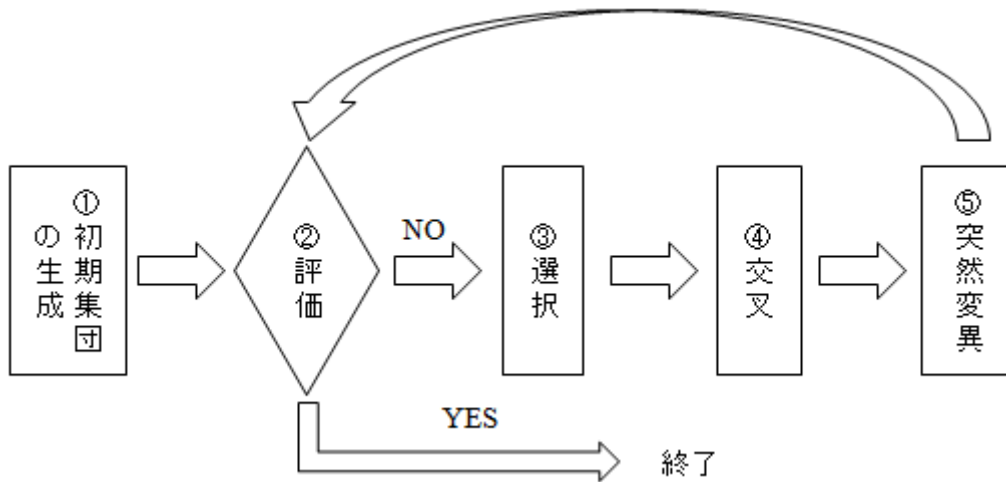 ①初期集団
の生成
②評価
NO
③選択
④交叉
⑤突然変異
YES
終了